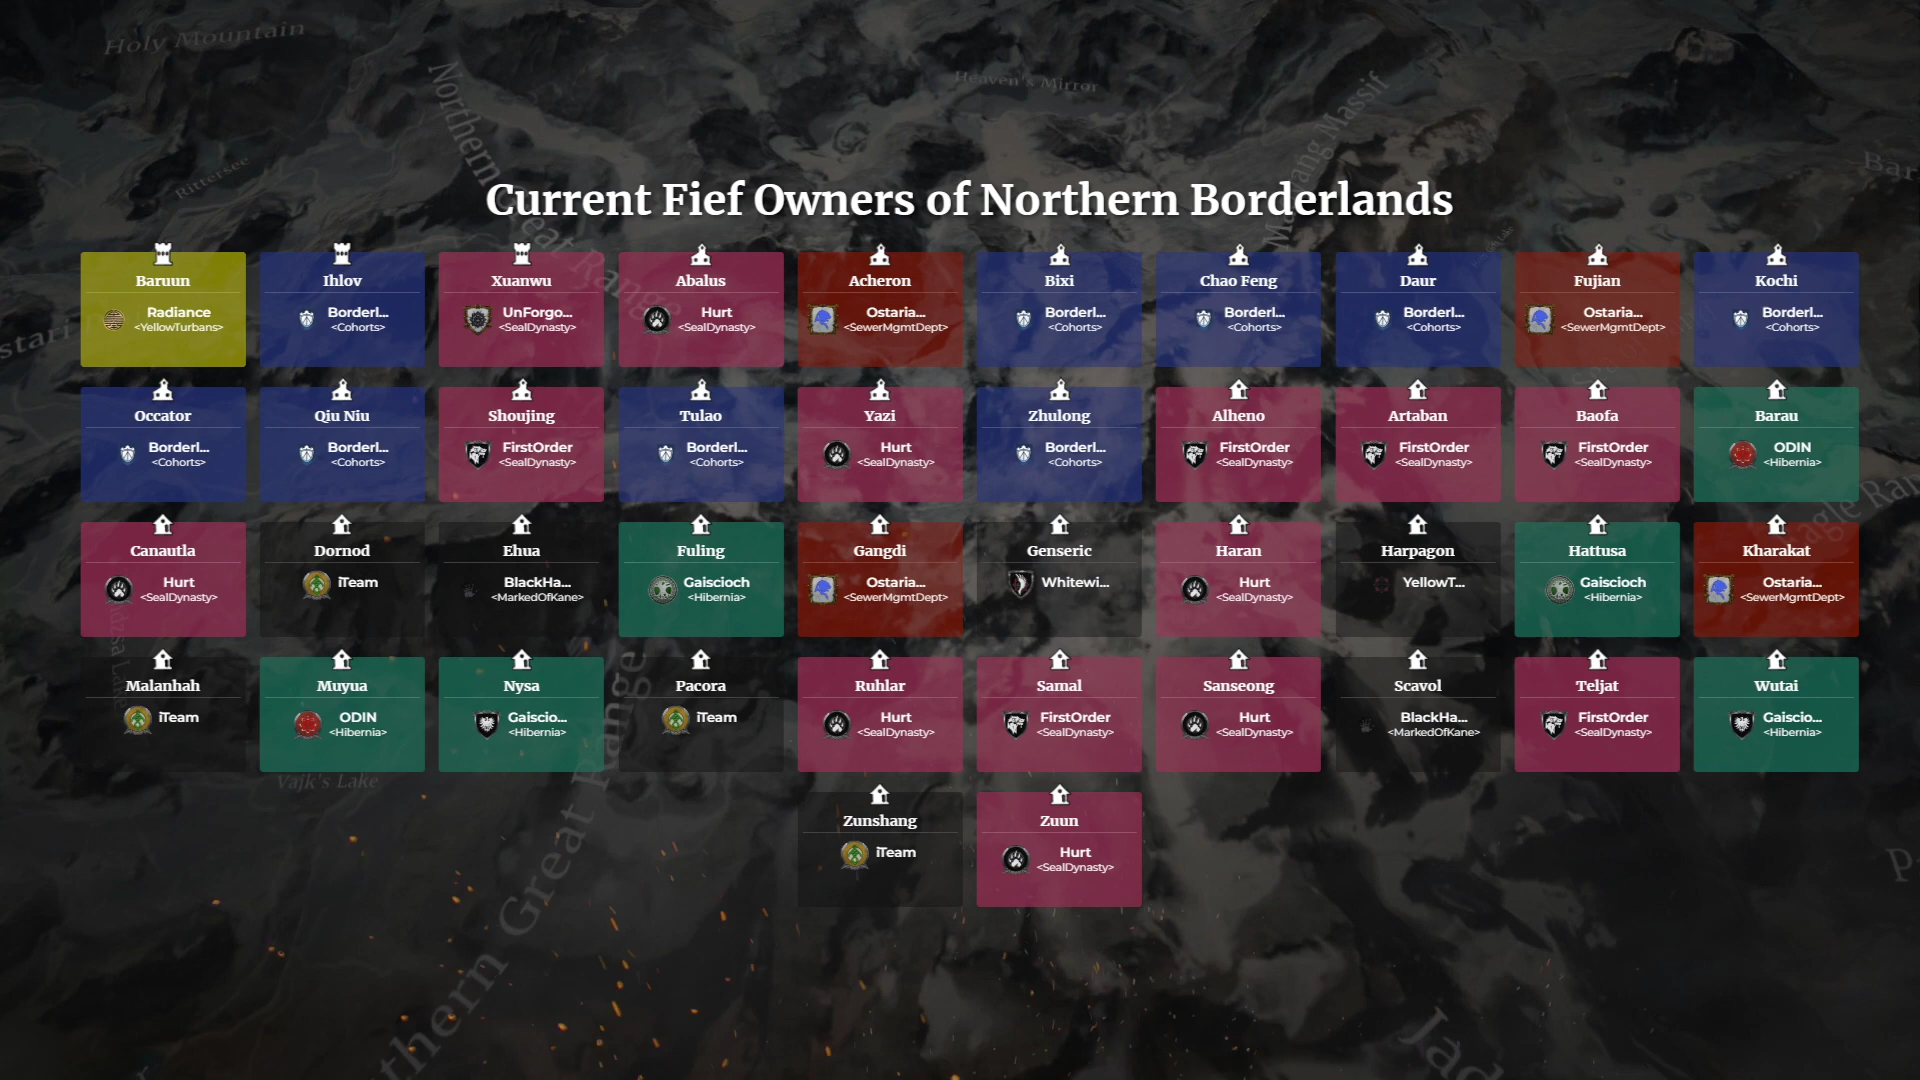 Holy Mountain
Northern
Heaven's Mirror
Rittersee
Massif
Current Fief Owners of Northern Borderlands
Baruun
Radiance
<YellowTurbans>
Ihlov
Borderl...
<Cohorts>
Xuanwu
UnForgo...
<SealDynasty>
Abalus
Hurt
<SealDynasty>
Acheron
Ostaria...
<SewerMgmtDept>
Bixi
Borderl...
<Cohorts>
Chao Feng
Borderl...
<Cohorts>
Daur
Borderl...
<Cohorts>
Fujian
Ostaria...
<SewerMgmtDept>
Kochi
Borderl...
<Cohorts>
Occator
Borderl...
<Cohorts>
Qiu Niu
Borderl...
<Cohorts>
Shoujing
FirstOrder
<SealDynasty>
Tulao
Borderl...
<Cohorts>
Yazi
Hurt
<SealDynasty>
Zhulong
Borderl...
<Cohorts>
Alheno
FirstOrder
<SealDynasty>
Artaban
FirstOrder
<SealDynasty>
Baofa
FirstOrder
<SealDynasty>
Barau
ODIN
<Hibernia>
Canautla
Hurt
<SealDynasty>
Dornod
iTeam
Ehua
BlackHa...
<MarkedOfKane>
Fuling
Gaiscioch
<Hibernia>
Gangdi
Ostaria...
<SewerMgmtDept>
Genseric
Whitewi...
Haran
Hurt
<SealDynasty>
Harpagon
YellowT...
Hattusa
Gaiscioch
<Hibernia>
Kharakat
Ostaria...
<SewerMgmtDept>
Malanhah
iTeam
Muyua
ODIN
<Hibernia>
Nysa
Gaiscio...
<Hibernia>
Pacora
iTeam
Ruhlar
Hurt
<SealDynasty>
Samal
FirstOrder
<SealDynasty>
Sanseong
Hurt
<SealDynasty>
Scavol
BlackHa...
<MarkedOfKane>
Teljat
FirstOrder
<SealDynasty>
Wutai
Gaiscio...
<Hibernia>
Vajk's Lake
Zunshang
iTeam
Zuun
Hurt
<SealDynasty>
Great Range